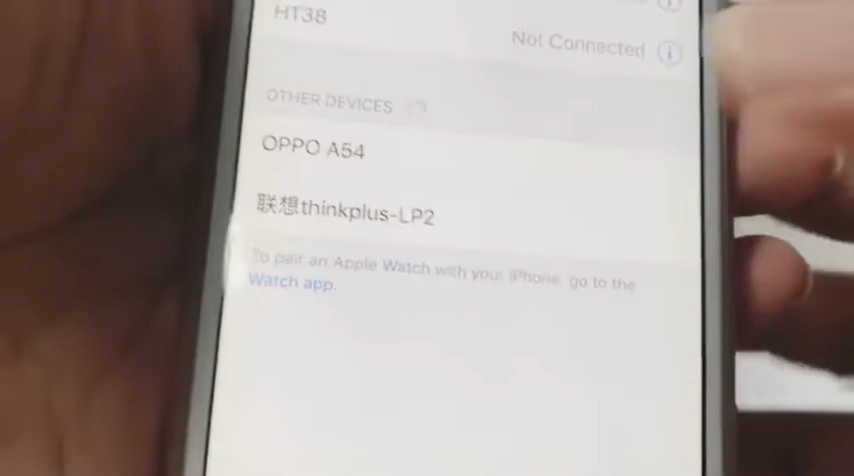 HT38
Not Connected
OTHER DEVICES
OPPO A54
联想thinkplus-LP2
To pair an Apple Watch with your iPhone, go to the
Watch app.